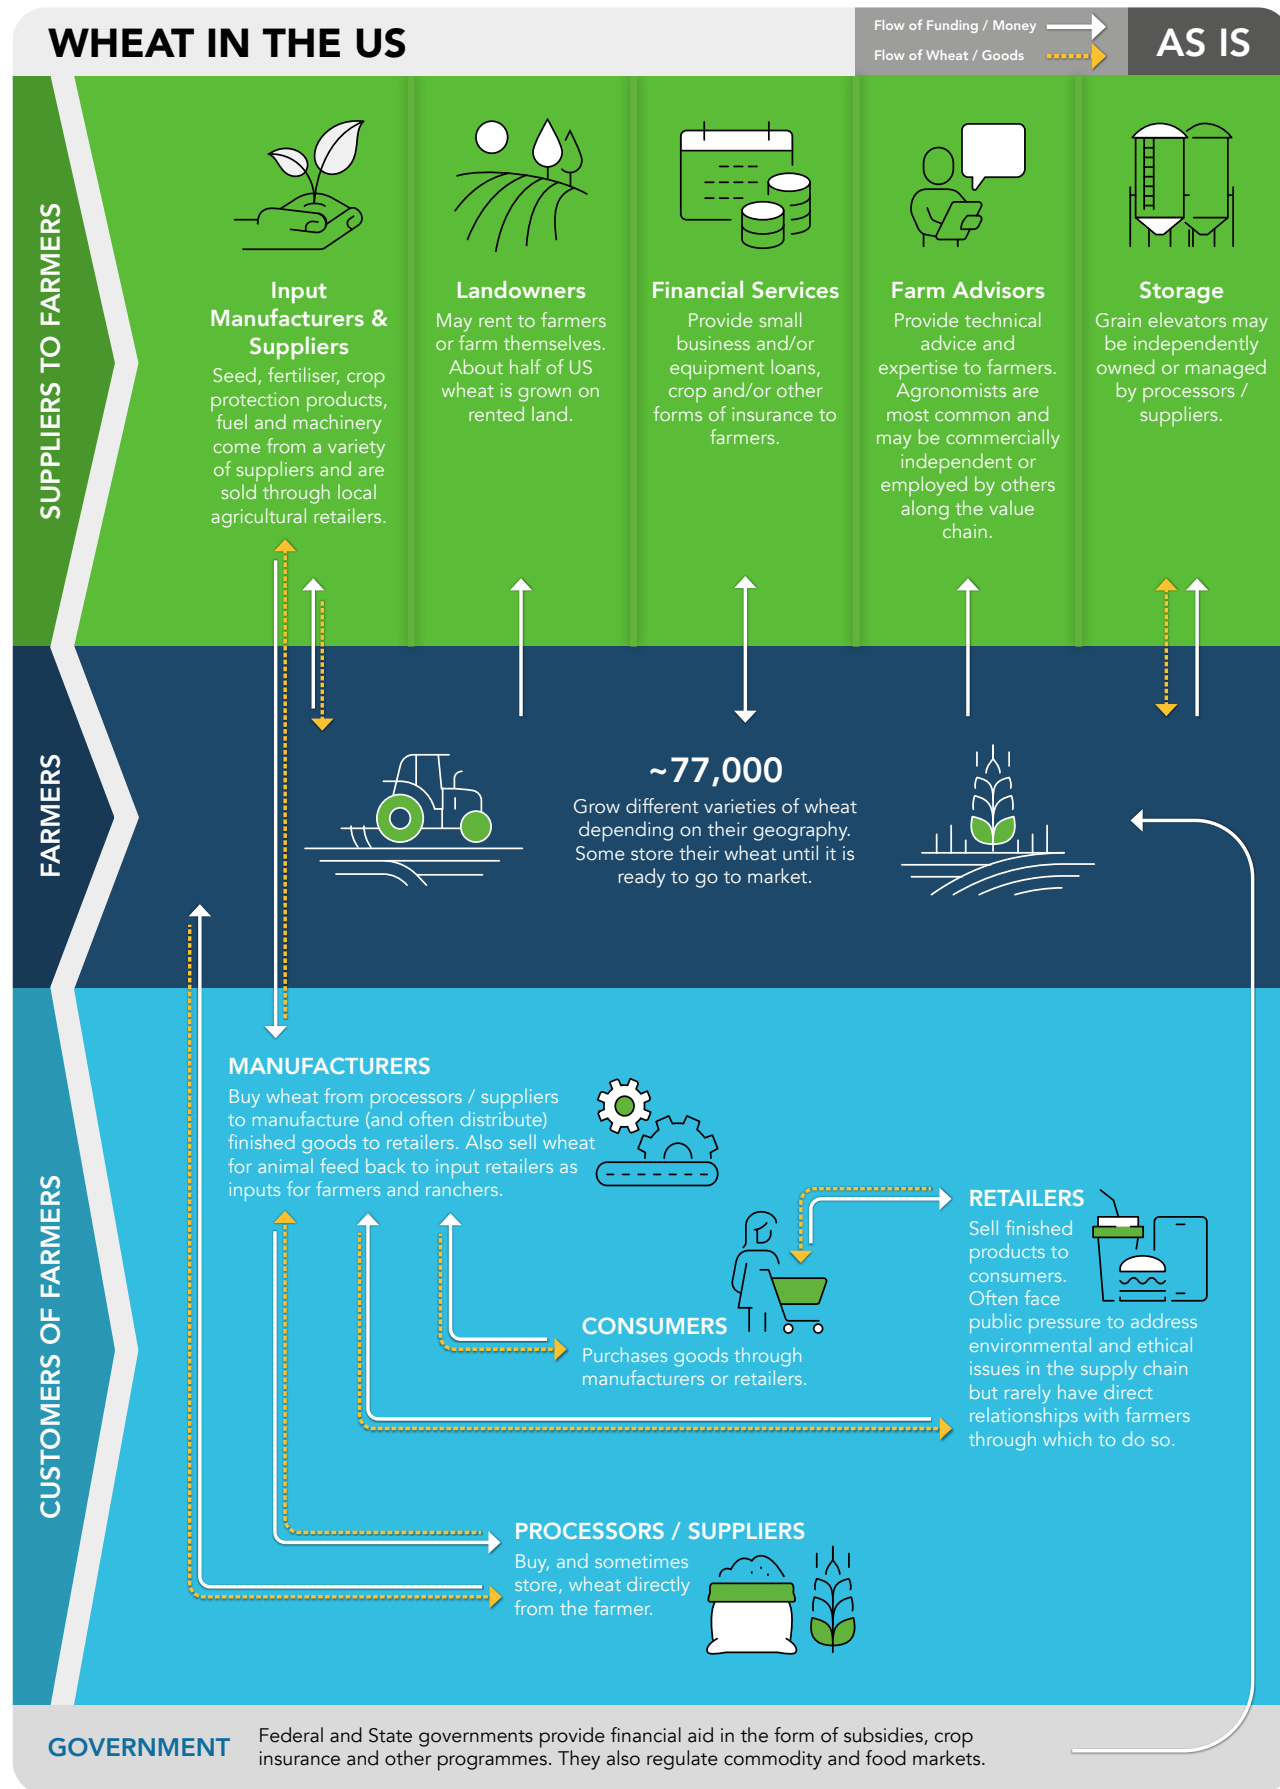 WHEAT IN THE US
Flow of Funding / Money
Flow of Wheat / Goods
AS IS
SUPPLIERS TO FARMERS
Input
Manufacturers &
Suppliers
Seed, fertiliser, crop
protection products,
fuel and machinery
come from a variety
of suppliers and are
sold through local
agricultural retailers.
Landowners
May rent to farmers
or farm themselves.
About half of US
wheat is grown on
rented land.
Financial Services
Provide small
business and/or
equipment loans,
crop and/or other
forms of insurance to
farmers.
Farm Advisors
Provide technical
advice and
expertise to farmers.
Agronomists are
most common and
may be commercially
independent or
employed by others
along the value
chain.
Storage
Grain elevators may
be independently
owned or managed
by processors /
suppliers.
FARMERS
~77,000
Grow different varieties of wheat
depending on their geography.
Some store their wheat until it is
ready to go to market.
CUSTOMERS OF FARMERS
MANUFACTURERS
Buy wheat from processors / suppliers
to manufacture (and often distribute)
finished goods to retailers. Also sell wheat
for animal feed back to input retailers as
inputs for farmers and ranchers.
RETAILERS
Sell finished
products to
consumers.
Often face
public pressure to address
environmental and ethical
issues in the supply chain
but rarely have direct
relationships with farmers
through which to do so.
CONSUMERS
Purchases goods through
manufacturers or retailers.
PROCESSORS / SUPPLIERS
Buy, and sometimes
store, wheat directly
from the farmer.
GOVERNMENT
Federal and State governments provide financial aid in the form of subsidies, crop
insurance and other programmes. They also regulate commodity and food markets.